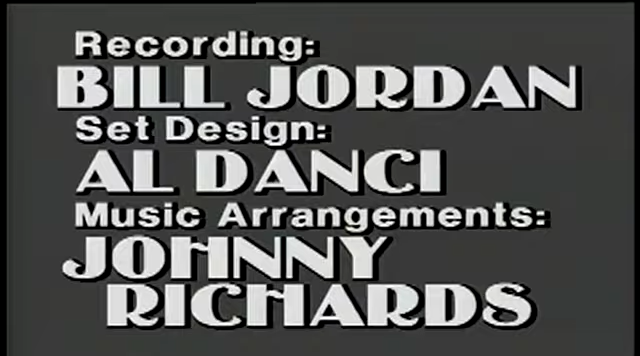 Recording:
BILL JORDAN
Set Design:
AL DANCI
Music Arrangements:
JOHNNY
RICHARDS